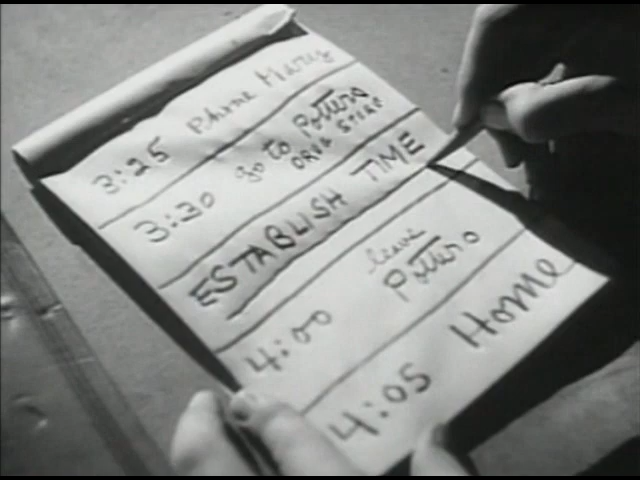 3:25 Phone Mary
3:30 go to Potters
DRUG STORE
ESTABLISH TIME
4:00 leave
Potters
4:05 Home